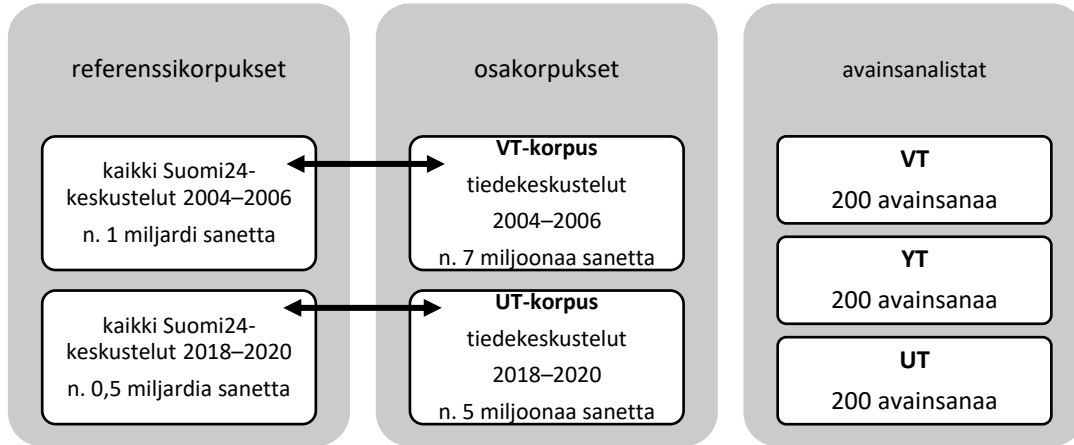 referenssikorpukset
kaikki Suomi24-
keskustelut 2004–2006
n. 1 miljardi sanetta
kaikki Suomi24-
keskustelut 2018–2020
n. 0,5 miljardia sanetta
osakorpukset
VT-korpus
tiedekeskustelut
2004–2006
n. 7 miljoonaa sanetta
UT-korpus
tiedekeskustelut
2018–2020
n. 5 miljoonaa sanetta
avainsanalistat
VT
200 avainsanaa
YT
200 avainsanaa
UT
200 avainsanaa